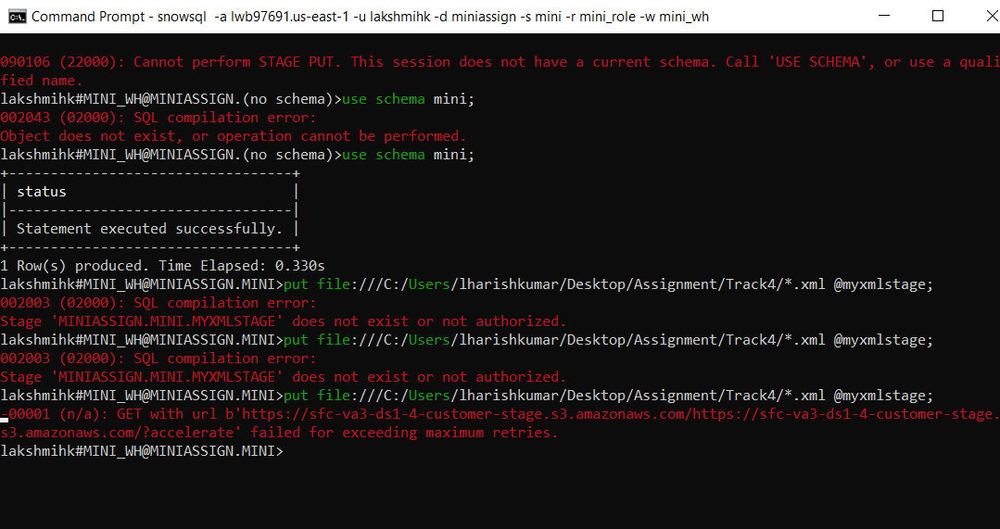 Command Prompt - snowsql -a lwb97691.us-east-1 -u lakshmihk -d miniassign -s mini -r mini_role -w mini_wh
090106 (22000): Cannot perform STAGE PUT. This session does not have a current schema. Call 'USE SCHEMA', or use a quali
fied name.
lakshmihk#MINI_WH@MINIASSIGN.(no schema)>use schema mini;
002043 (02000): SQL compilation error:
Object does not exist, or operation cannot be performed.
lakshmihk#MINI_WH@MINIASSIGN.(no schema)>use schema mini;
+----------------------------------+
| status                           |
|----------------------------------|
| Statement executed successfully. |
+----------------------------------+
1 Row(s) produced. Time Elapsed: 0.330s
lakshmihk#MINI_WH@MINIASSIGN.MINI>put file:///C:/Users/lharishkumar/Desktop/Assignment/Track4/*.xml @myxmlstage;
002003 (02000): SQL compilation error:
Stage 'MINIASSIGN.MINI.MYXMLSTAGE' does not exist or not authorized.
lakshmihk#MINI_WH@MINIASSIGN.MINI>put file:///C:/Users/lharishkumar/Desktop/Assignment/Track4/*.xml @myxmlstage;
002003 (02000): SQL compilation error:
Stage 'MINIASSIGN.MINI.MYXMLSTAGE' does not exist or not authorized.
lakshmihk#MINI_WH@MINIASSIGN.MINI>put file:///C:/Users/lharishkumar/Desktop/Assignment/Track4/*.xml @myxmlstage;
-00001 (n/a): GET with url b'https://sfc-va3-ds1-4-customer-stage.s3.amazonaws.com/https://sfc-va3-ds1-4-customer-stage.
s3.amazonaws.com/?accelerate' failed for exceeding maximum retries.
lakshmihk#MINI_WH@MINIASSIGN.MINI>